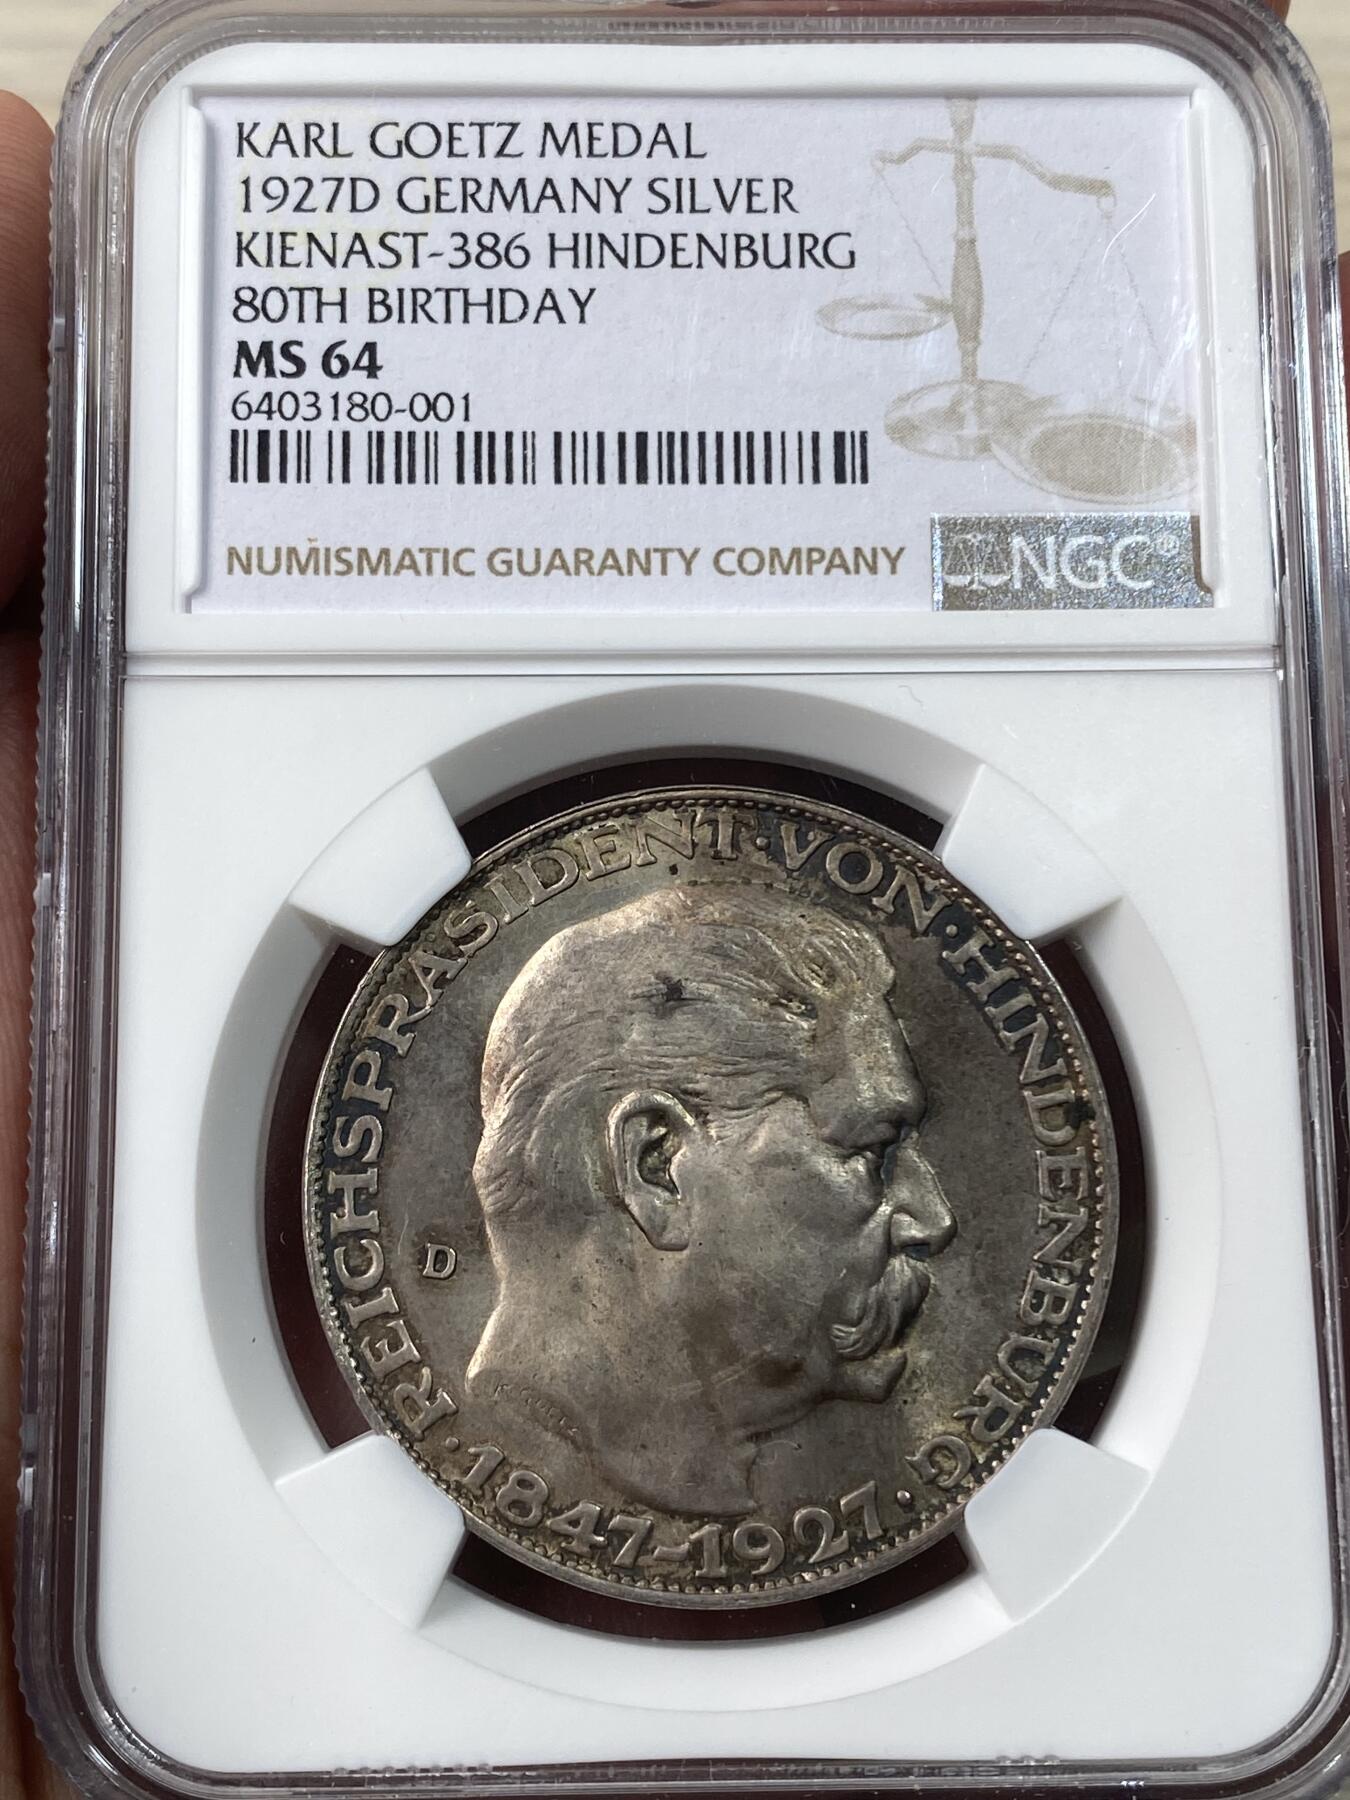 KARL GOETZ MEDAL
1927D GERMANY SILVER
KIENAST-386 HINDENBURG
80TH BIRTHDAY
MS 64
6403180-001
NUMISMATIC GUARANTY COMPANY
NGC®
REICHSPRÄSIDENT·VON·HINDENBURG
·1847-1927·
D